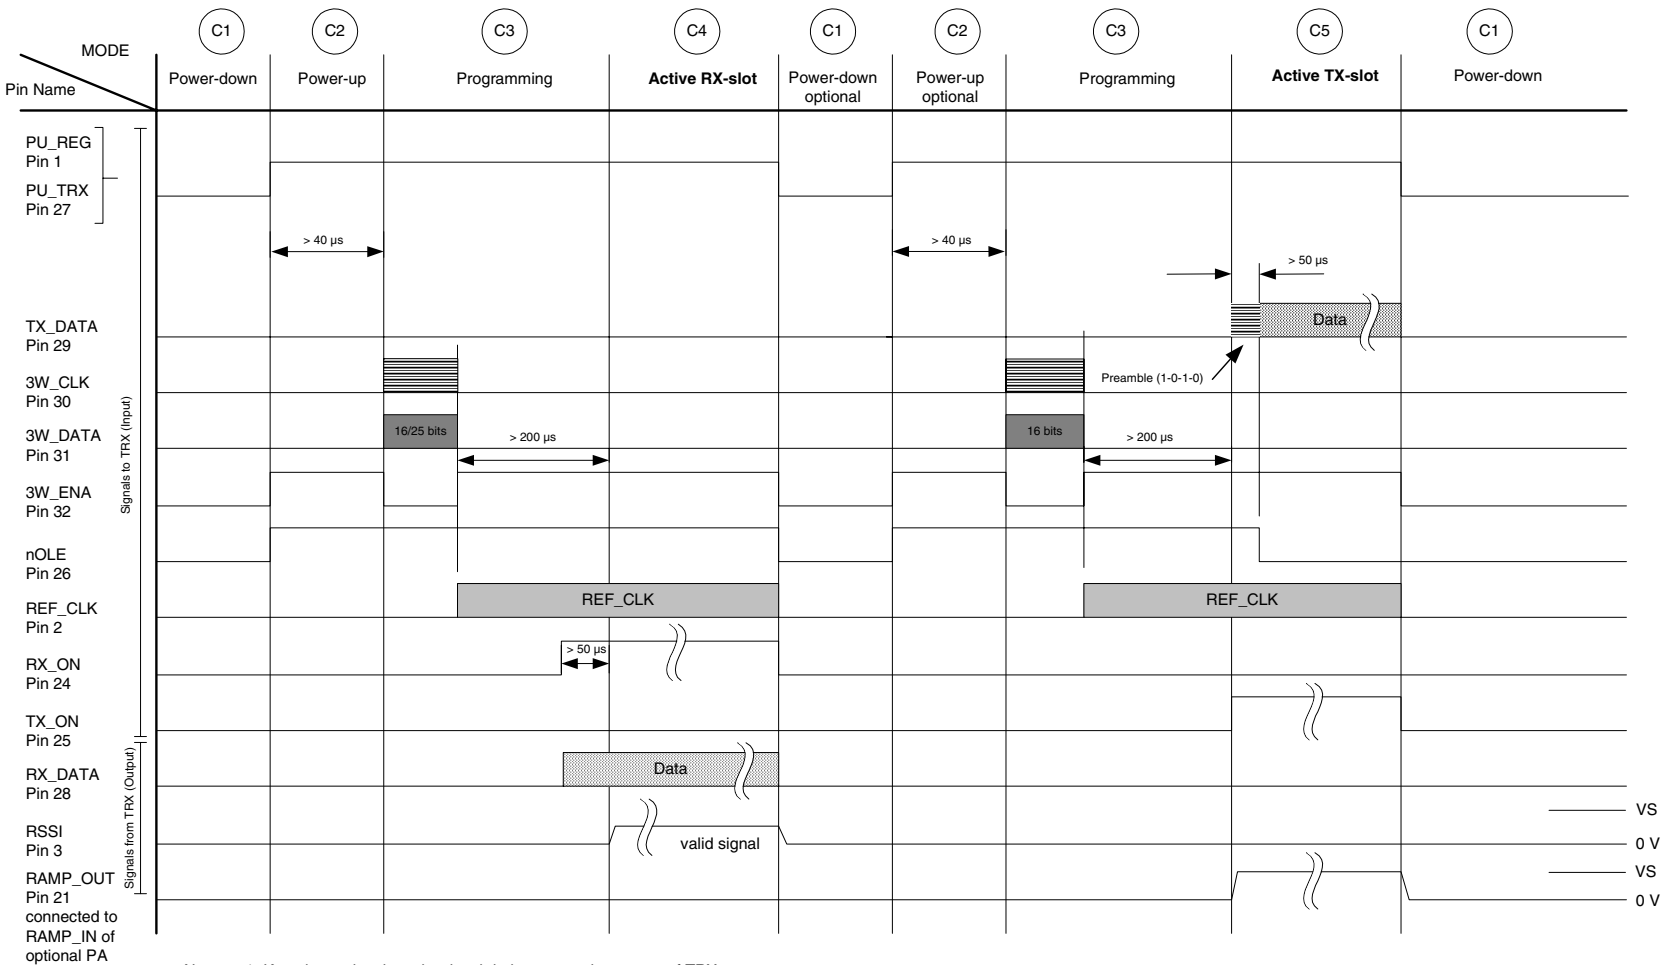 C1
C2
C3
C4
C1
C2
C3
C5
C1
MODE
Pin Name
Power-down
Power-up
Programming
Active RX-slot
Power-down
optional
Power-up
optional
Programming
Active TX-slot
Power-down
PU_REG
Pin 1
PU_TRX
Pin 27
> 40 µs
> 40 µs
> 50 µs
TX_DATA
Pin 29
Data
Preamble (1-0-1-0)
3W_CLK
Pin 30
3W_DATA
Pin 31
16/25 bits
> 200 µs
16 bits
> 200 µs
3W_ENA
Pin 32
Signals to TRX (Input)
nOLE
Pin 26
REF_CLK
Pin 2
REF_CLK
REF_CLK
RX_ON
Pin 24
> 50 µs
TX_ON
Pin 25
RX_DATA
Pin 28
Data
Signals from TRX (Output)
RSSI
Pin 3
valid signal
VS
0 V
RAMP_OUT
Pin 21
connected to
RAMP_IN of
optional PA
VS
0 V